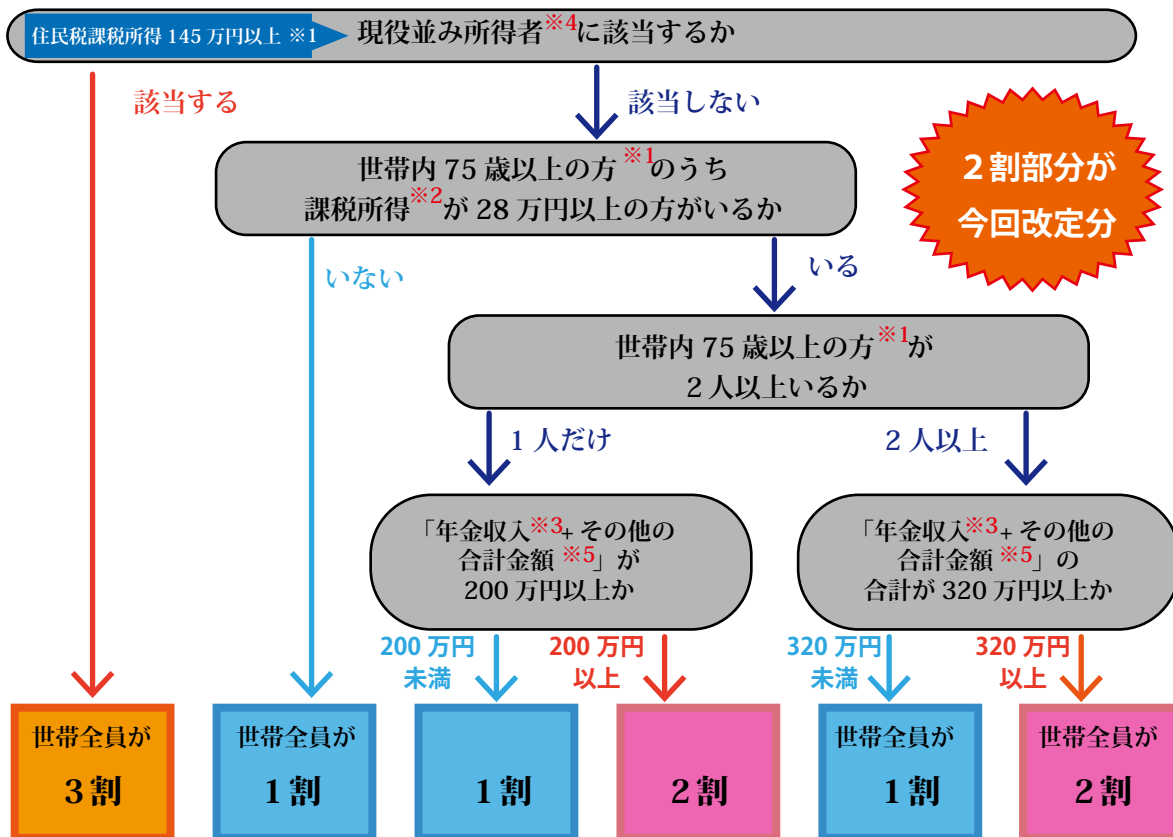 住民税課税所得 145 万円以上 ※1
現役並み所得者※4に該当するか
該当する
該当しない
世帯内 75 歳以上の方※1のうち
課税所得※2が 28 万円以上の方がいるか
2割部分が
今回改定分
いない
いる
世帯内 75 歳以上の方※1が
2 人以上いるか
1 人だけ
2 人以上
「年金収入※3+ その他の
合計金額 ※5」が
200 万円以上か
「年金収入※3+ その他の
合計金額 ※5」の
合計が 320 万円以上か
200 万円
未満
200 万円
以上
320 万円
未満
320 万円
以上
世帯全員が
3 割
世帯全員が
1 割
1 割
2 割
世帯全員が
1 割
世帯全員が
2 割